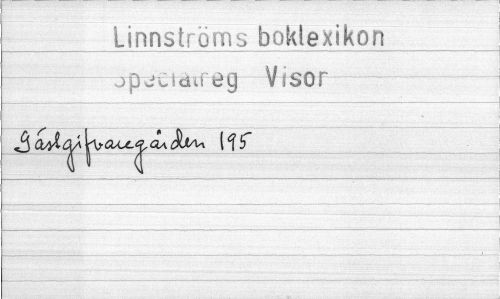 Linnströms boklexikon
Specialreg Visor
Gästgifvaregården 195